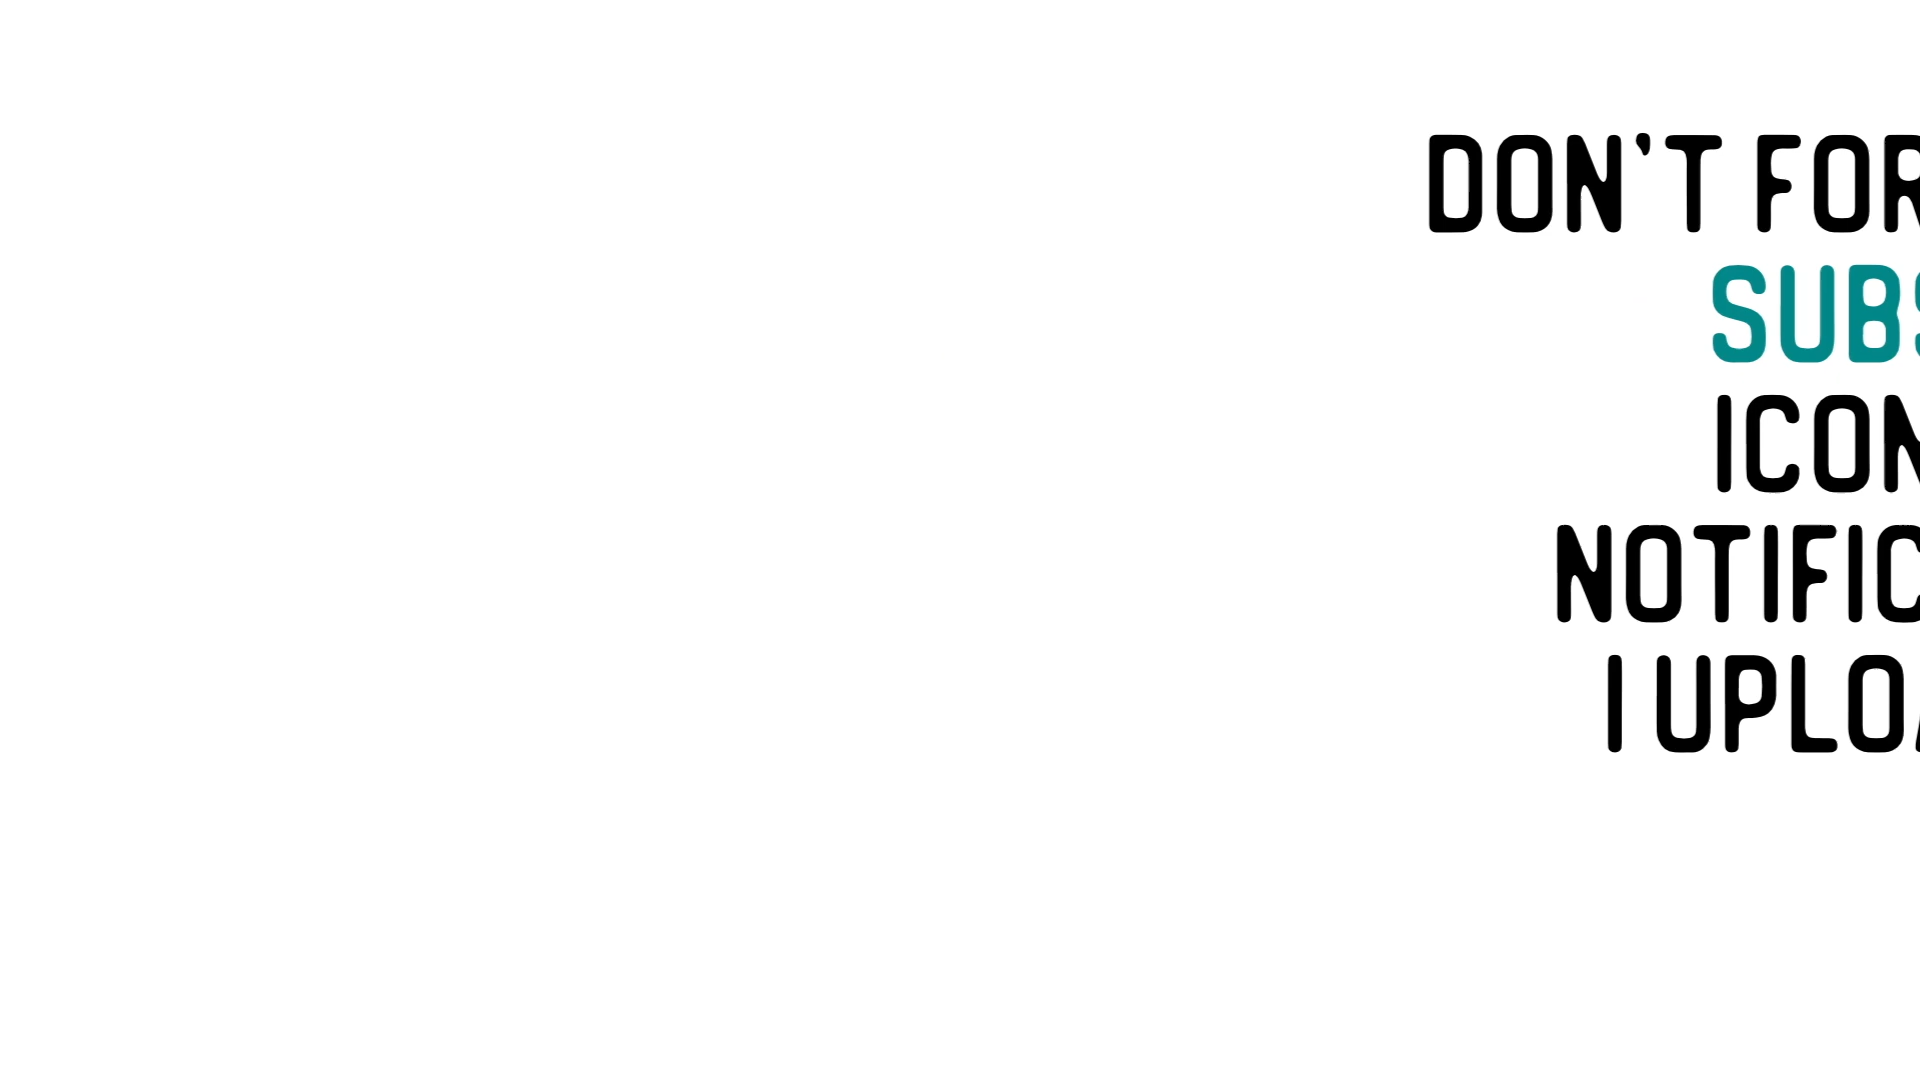 DON'T FOR
SUBS
ICON
NOTIFIC
I UPLO